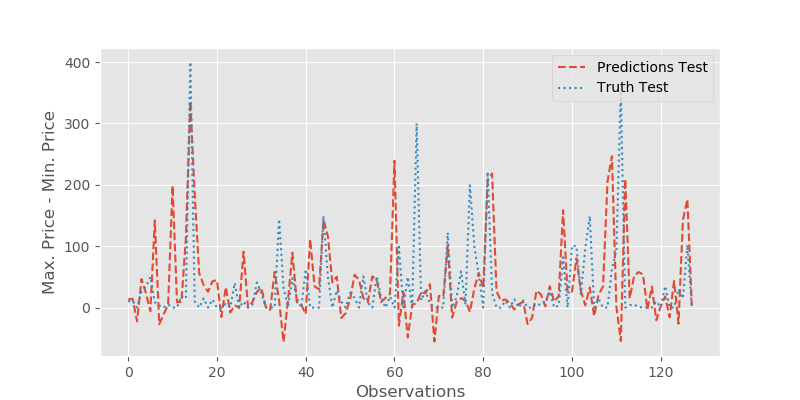 400
300
200
100
0
Max. Price - Min. Price
Predictions Test
Truth Test
0 20 40 60 80 100 120
Observations